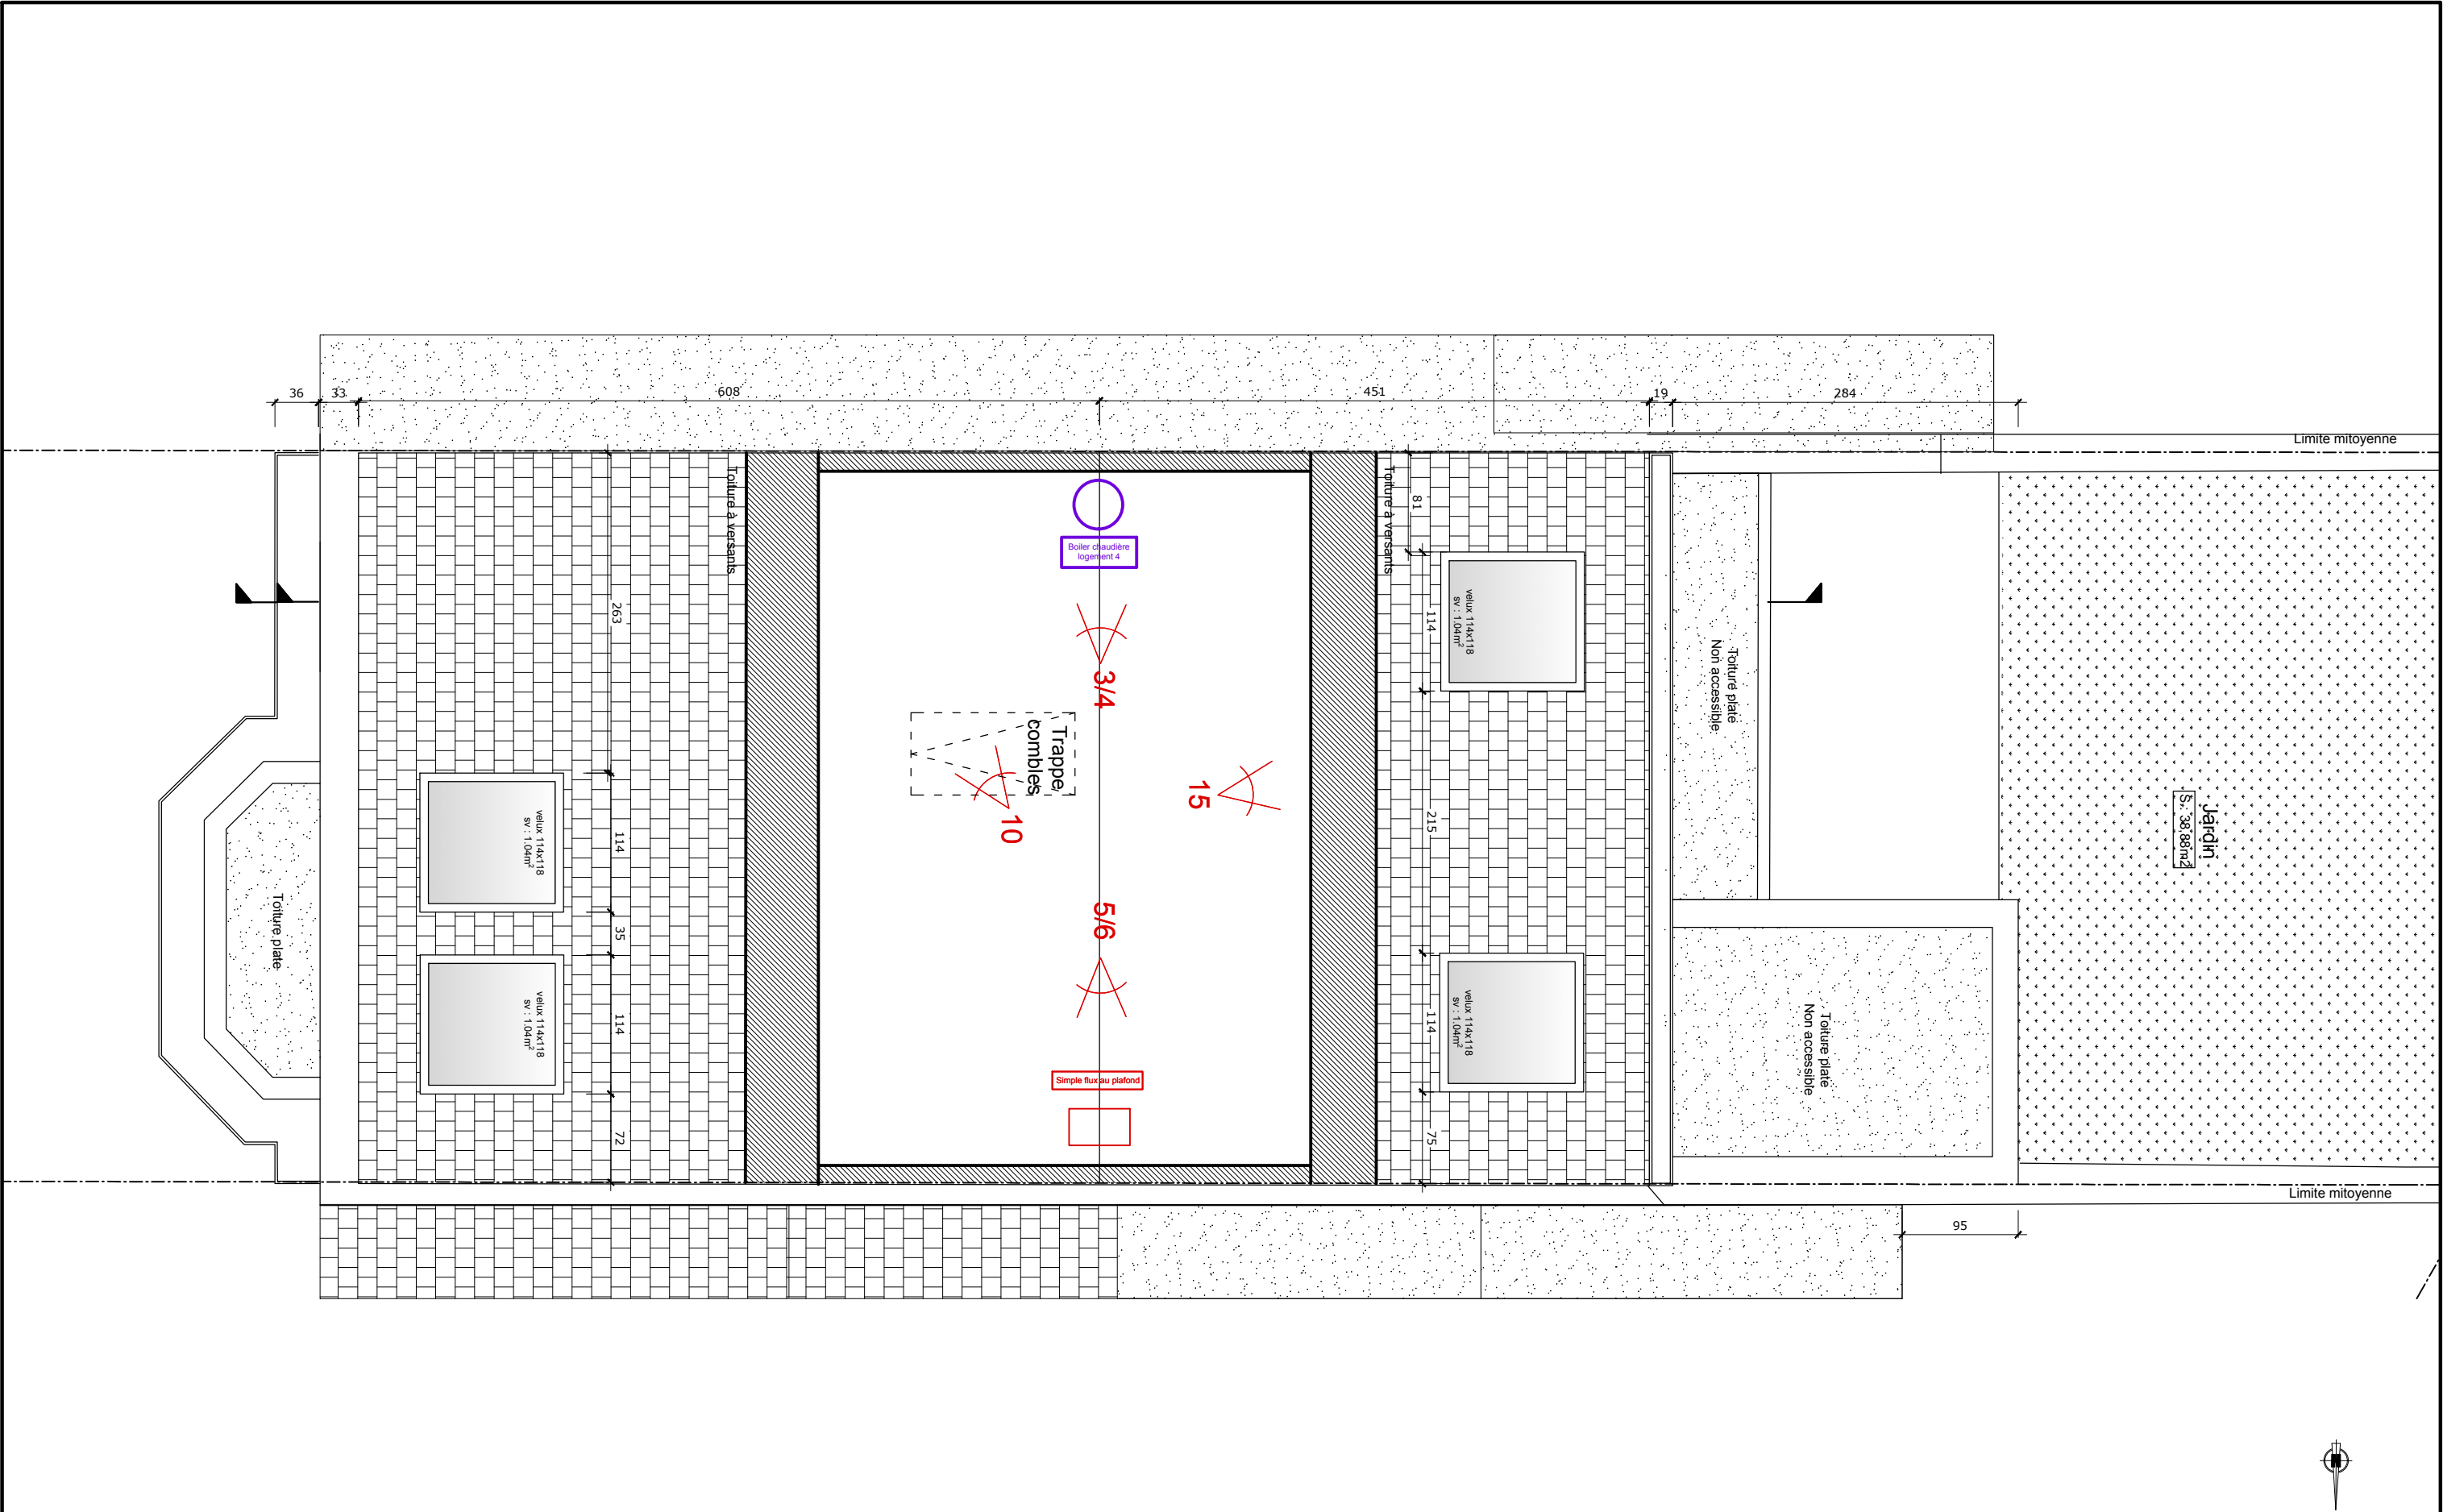 36
33
608
451
19
284
Limite mitoyenne
Toiture à versants
Toiture à versants
81
Boiler chaudière
logement 4
263
114
velux 114x118
sv : 1.04m²
3/4
Toiture plate
Non accessible
Trappe
combles
15
10
215
Jardin
S : 38,88m2
114
velux 114x118
sv : 1.04m²
35
5/6
Toiture plate
114
velux 114x118
sv : 1.04m²
114
velux 114x118
sv : 1.04m²
Toiture plate
Non accessible
Simple flux au plafond
72
75
Limite mitoyenne
95